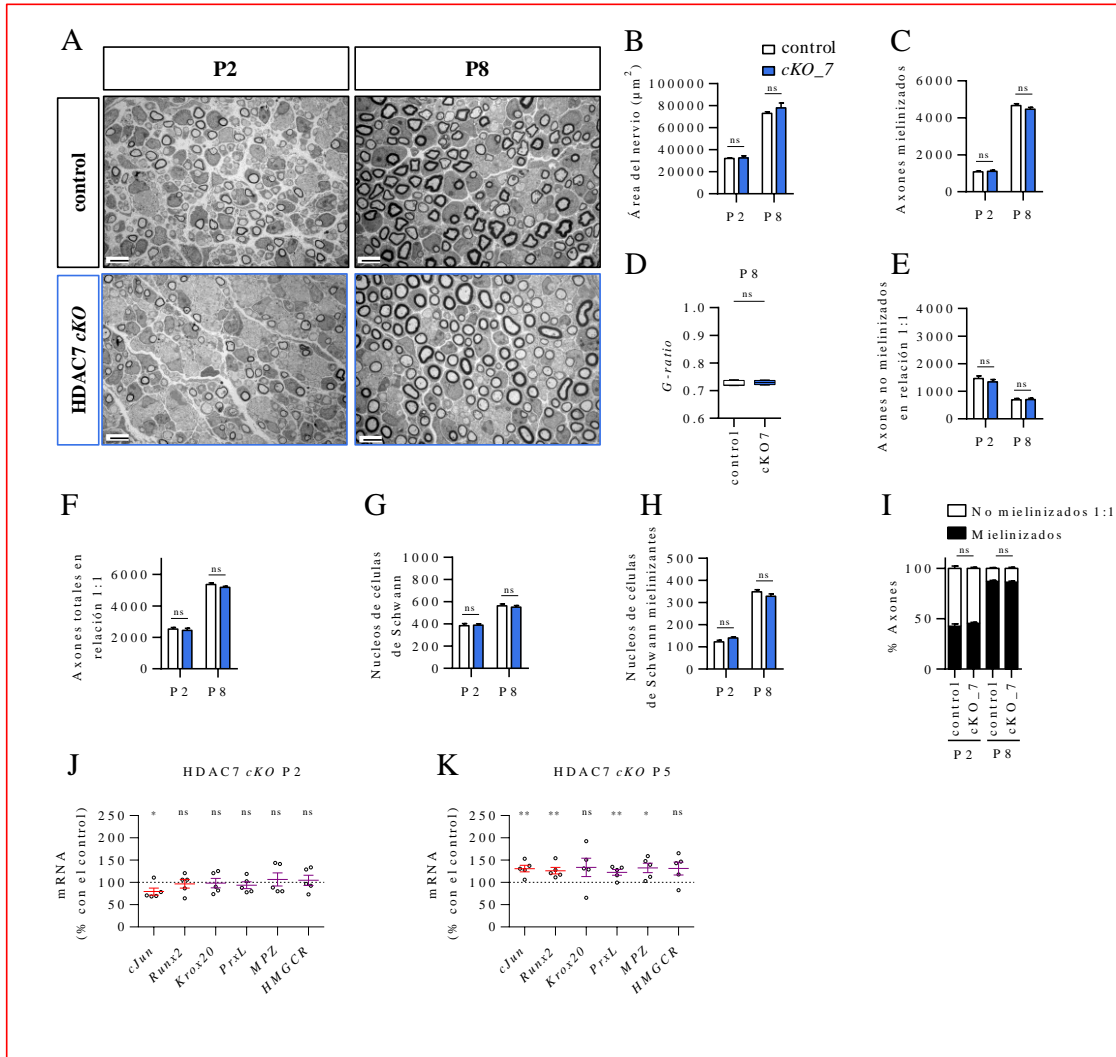 A
P2
P8
control
HDAC7 cKO
B
control
cKO_7
Área del nervio (µm²)
100000
80000
60000
40000
20000
0
ns
ns
P2
P8
C
Axones mielinizados
6000
4000
2000
0
ns
ns
P2
P8
D
P8
ns
G-ratio
1.0
0.9
0.8
0.7
0.6
control
cKO7
E
Axones no mielinizados
en relación 1:1
4000
3000
2000
1000
0
ns
ns
P2
P8
F
Axones totales en
relación 1:1
6000
4000
2000
0
ns
ns
P2
P8
G
Nucleos de células
de Schwann
1000
800
600
400
200
0
ns
ns
P2
P8
H
Nucleos de células
de Schwann mielinizantes
500
400
300
200
100
0
ns
ns
P2
P8
I
No mielinizados 1:1
Mielinizados
% Axones
100
50
0
ns
ns
control
cKO_7
control
cKO_7
P2
P8
J
HDAC7 cKO P2
mRNA
(% con el control)
250
200
150
100
50
0
* ns ns ns ns ns
cJun
Runx2
Krox20
PrxL
MPZ
HMGCR
K
HDAC7 cKO P5
mRNA
(% con el control)
250
200
150
100
50
0
** ** ns ** * ns
cJun
Runx2
Krox20
PrxL
MPZ
HMGCR